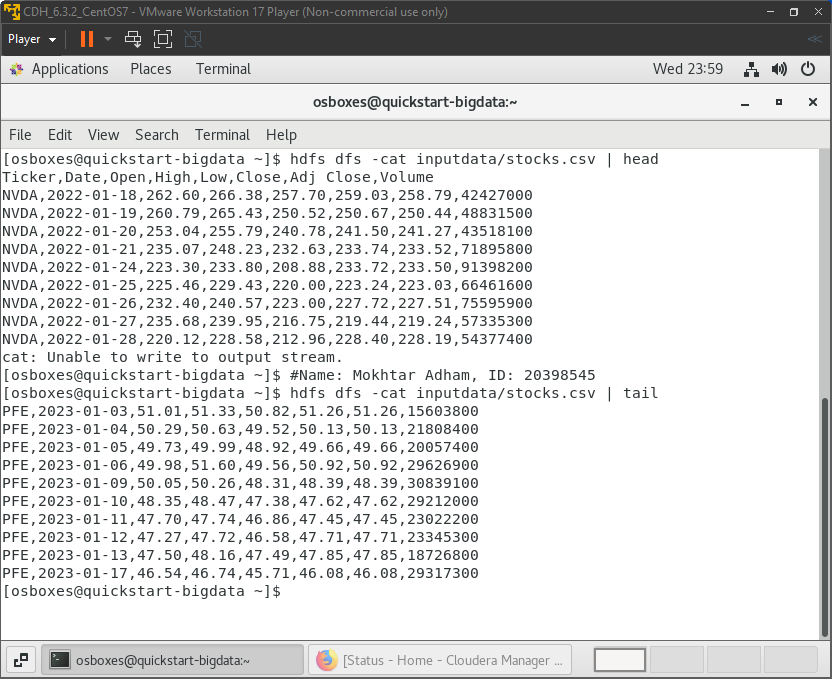 CDH_6.3.2_CentOS7 - VMware Workstation 17 Player (Non-commercial use only)
Player
Applications Places Terminal Wed 23:59
osboxes@quickstart-bigdata:~
File Edit View Search Terminal Help
[osboxes@quickstart-bigdata ~]$ hdfs dfs -cat inputdata/stocks.csv | head
Ticker,Date,Open,High,Low,Close,Adj Close,Volume
NVDA,2022-01-18,262.60,266.38,257.70,259.03,258.79,42427000
NVDA,2022-01-19,260.79,265.43,250.52,250.67,250.44,48831500
NVDA,2022-01-20,253.04,255.79,240.78,241.50,241.27,43518100
NVDA,2022-01-21,235.07,248.23,232.63,233.74,233.52,71895800
NVDA,2022-01-24,223.30,233.80,208.88,233.72,233.50,91398200
NVDA,2022-01-25,225.46,229.43,220.00,223.24,223.03,66461600
NVDA,2022-01-26,232.40,240.57,223.00,227.72,227.51,75595900
NVDA,2022-01-27,235.68,239.95,216.75,219.44,219.24,57335300
NVDA,2022-01-28,220.12,228.58,212.96,228.40,228.19,54377400
cat: Unable to write to output stream.
[osboxes@quickstart-bigdata ~]$ #Name: Mokhtar Adham, ID: 20398545
[osboxes@quickstart-bigdata ~]$ hdfs dfs -cat inputdata/stocks.csv | tail
PFE,2023-01-03,51.01,51.33,50.82,51.26,51.26,15603800
PFE,2023-01-04,50.29,50.63,49.52,50.13,50.13,21808400
PFE,2023-01-05,49.73,49.99,48.92,49.66,49.66,20057400
PFE,2023-01-06,49.98,51.60,49.56,50.92,50.92,29626900
PFE,2023-01-09,50.05,50.26,48.31,48.39,48.39,30839100
PFE,2023-01-10,48.35,48.47,47.38,47.62,47.62,29212000
PFE,2023-01-11,47.70,47.74,46.86,47.45,47.45,23022200
PFE,2023-01-12,47.27,47.72,46.58,47.71,47.71,23345300
PFE,2023-01-13,47.50,48.16,47.49,47.85,47.85,18726800
PFE,2023-01-17,46.54,46.74,45.71,46.08,46.08,29317300
[osboxes@quickstart-bigdata ~]$
osboxes@quickstart-bigdata:~ [Status - Home - Cloudera Manager ...